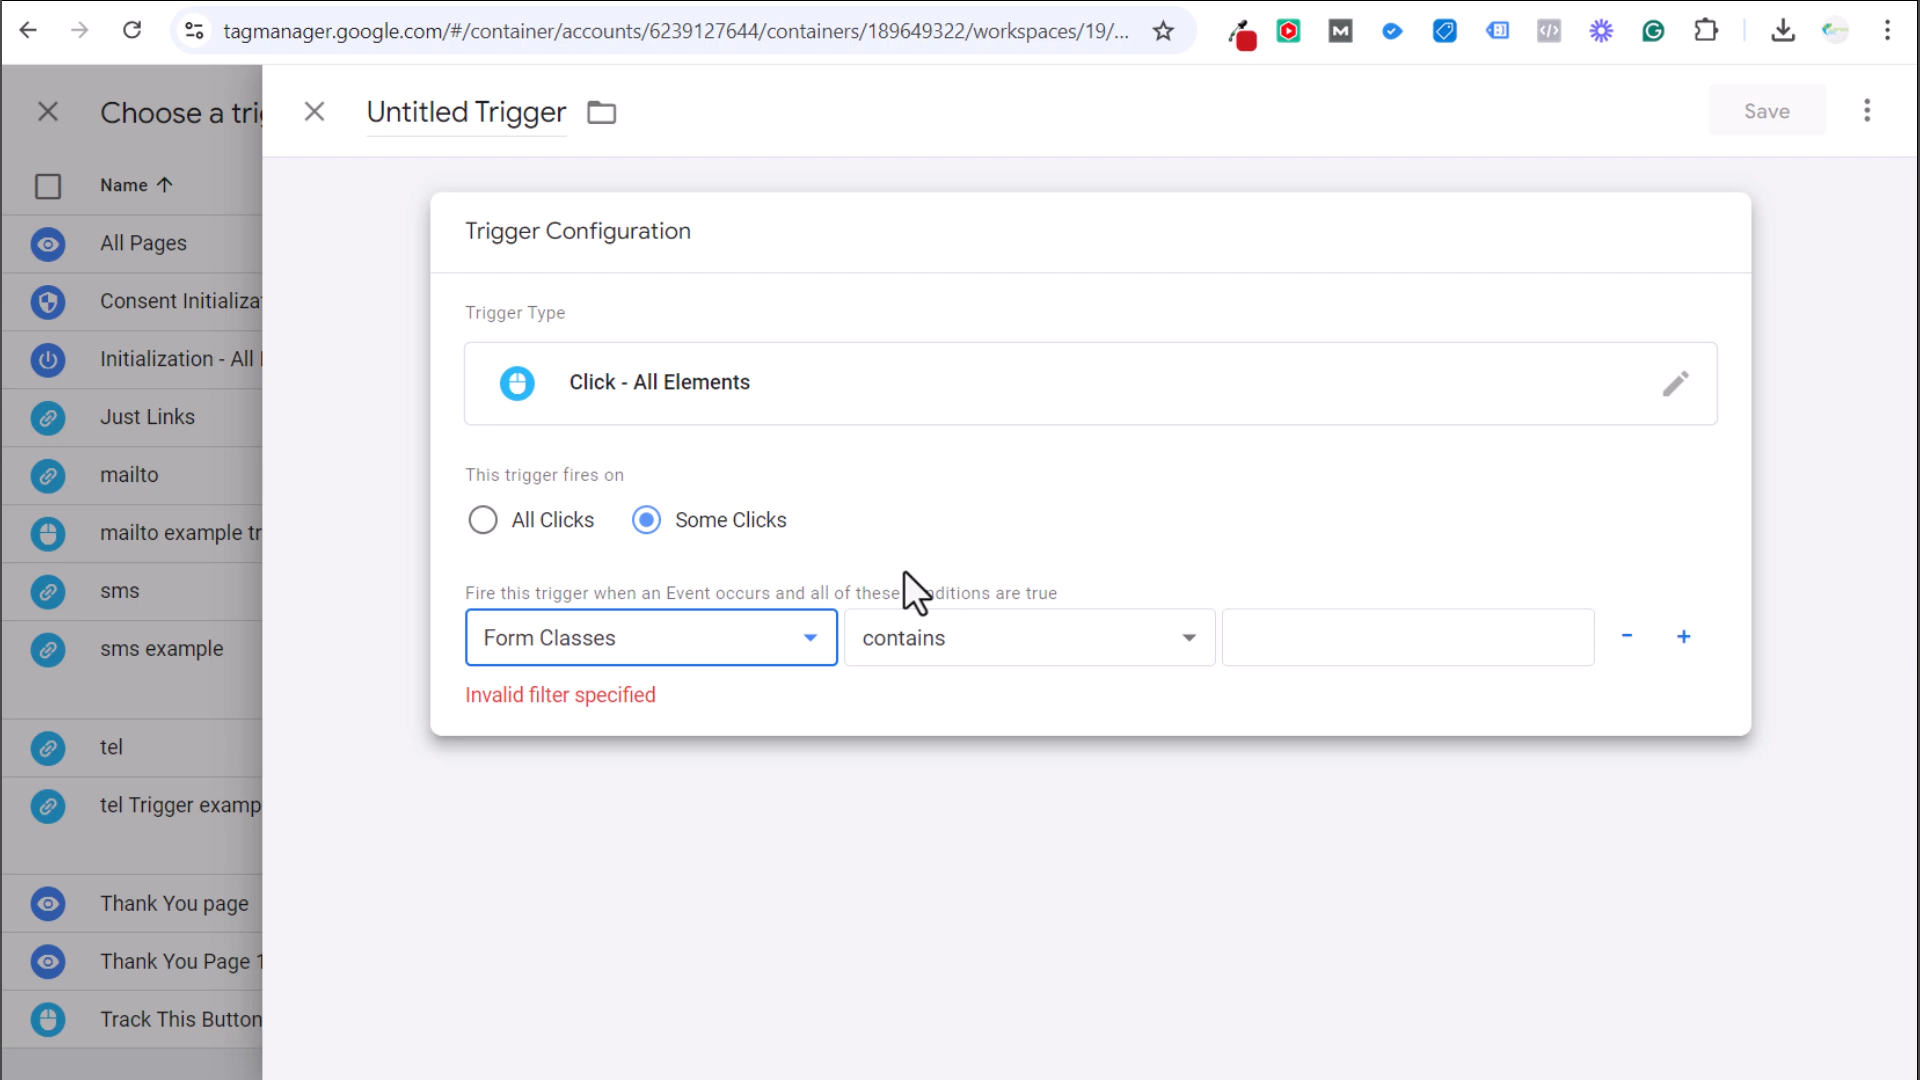 tagmanager.google.com/#/container/accounts/6239127644/containers/189649322/workspaces/19/...
Choose a tri
Untitled Trigger
Save
Name
All Pages
Consent Initializa
Initialization - All
Just Links
mailto
mailto example tr
sms
sms example
tel
tel Trigger examp
Thank You page
Thank You Page 1
Track This Button
Trigger Configuration
Trigger Type
Click - All Elements
This trigger fires on
All Clicks
Some Clicks
Fire this trigger when an Event occurs and all of these conditions are true
Form Classes
contains
-
+
Invalid filter specified